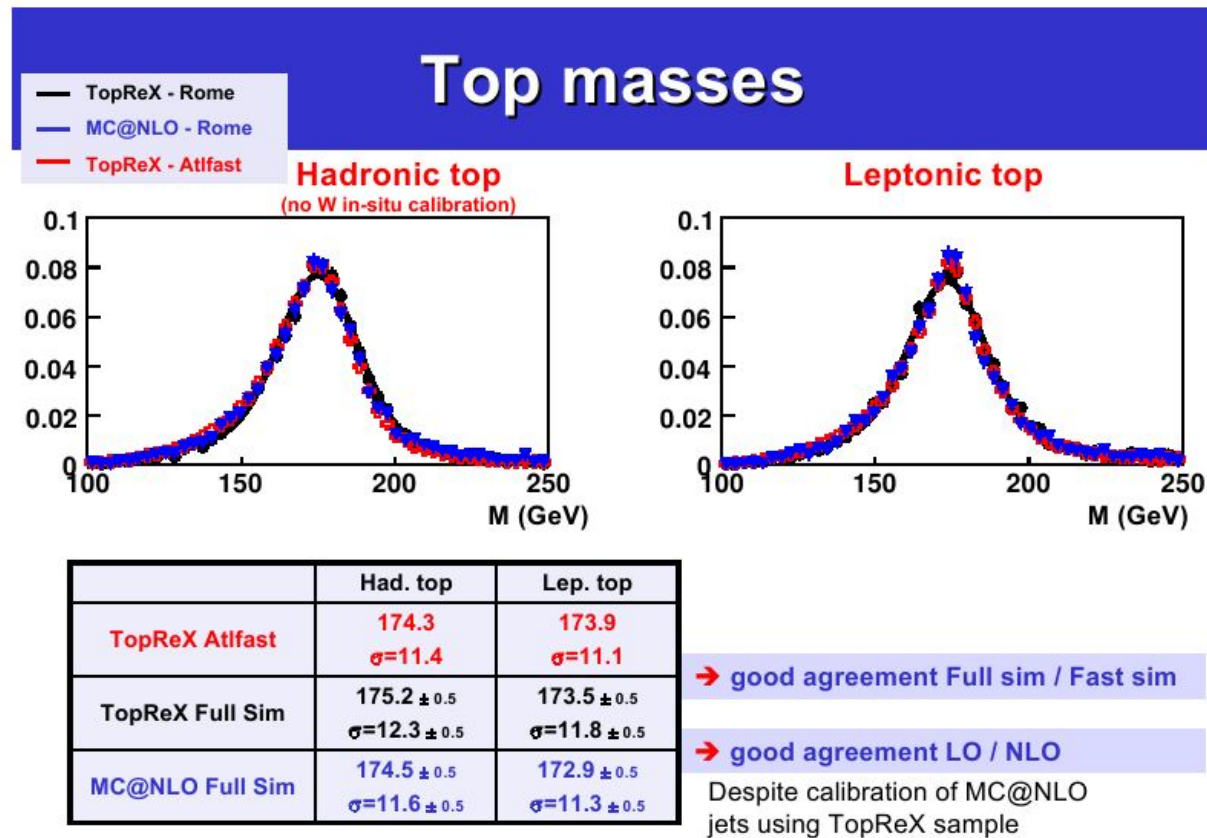 Top masses
TopReX - Rome
MC@NLO - Rome
TopReX - Atlfast
Hadronic top
(no W in-situ calibration)
0.1
0.08
0.06
0.04
0.02
0
100 150 200 250
M (GeV)
Leptonic top
0.1
0.08
0.06
0.04
0.02
0
100 150 200 250
M (GeV)
Had. top Lep. top
TopReX Atlfast 174.3 173.9
σ=11.4 σ=11.1
TopReX Full Sim 175.2 ± 0.5 173.5 ± 0.5
σ=12.3 ± 0.5 σ=11.8 ± 0.5
MC@NLO Full Sim 174.5 ± 0.5 172.9 ± 0.5
σ=11.6 ± 0.5 σ=11.3 ± 0.5
➔ good agreement Full sim / Fast sim
➔ good agreement LO / NLO
Despite calibration of MC@NLO
jets using TopReX sample